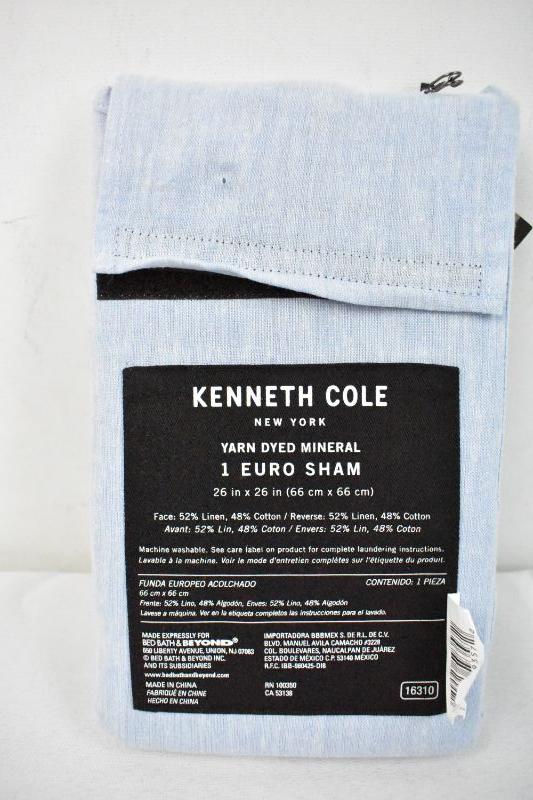 KENNETH COLE
NEW YORK
YARN DYED MINERAL
1 EURO SHAM
26 in x 26 in (66 cm x 66 cm)
Face: 52% Linen, 48% Cotton / Reverse: 52% Linen, 48% Cotton
Avant: 52% Lin, 48% Coton / Envers: 52% Lin, 48% Coton
Machine washable. See care label on product for complete laundering instructions.
Lavable à la machine. Voir le mode d'entretien complètes sur l'étiquette du produit.
FUNDA EUROPEO ACOLCHADO CONTENIDO: 1 PIEZA
66 cm x 66 cm
Frente: 52% Lino, 48% Algodón, Enves: 52% Lino, 48% Algodón
Lavese a máquina. Ver en la etiqueta completos las instrucciones para el lavado.
MADE EXPRESSLY FOR
BED BATH & BEYOND®
650 LIBERTY AVENUE, UNION, NJ 07083
© BED BATH & BEYOND INC.
AND ITS SUBSIDIARIES
www.bedbathandbeyond.com
MADE IN CHINA
FABRIQUÉ EN CHINE
HECHO EN CHINA
IMPORTADORA BBBMEX S. DE R.L. DE C.V.
BLVD. MANUEL AVILA CAMACHO #3228
COL. BOULEVARES, NAUCALPAN DE JUÁREZ
ESTADO DE MÉXICO C.P. 53140 MÉXICO
R.F.C. IBB-080425-DI8
RN 100350
CA 53138
16310